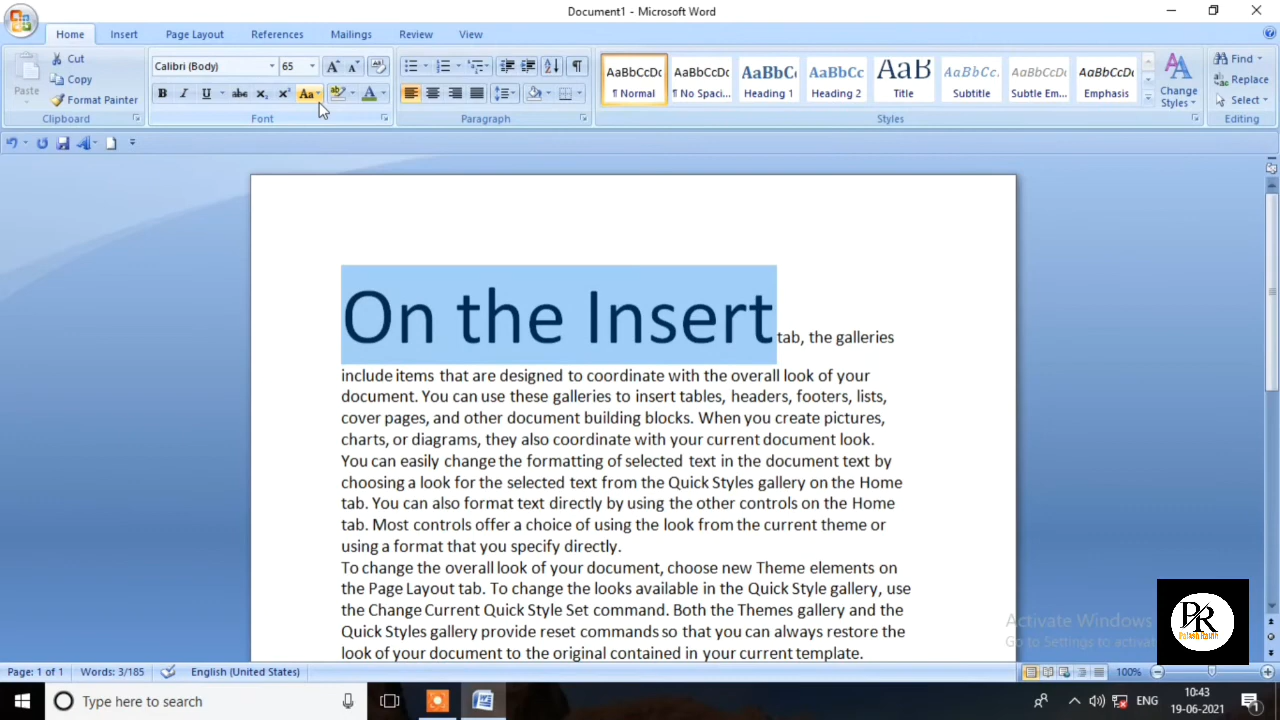 Document1 - Microsoft Word
Home Insert Page Layout References Mailings Review View
Paste
Cut
Copy
Format Painter
Clipboard
Calibri (Body) 65
B I U abc X₂ X² Aa
Font
Paragraph
AaBbCcDc AaBbCcDc AaBbCc AaBbCc AaB AaBbCc. AaBbCcDc AaBbCcDc
¶ Normal ¶ No Spaci... Heading 1 Heading 2 Title Subtitle Subtle Em... Emphasis
Change Styles
Styles
Find
Replace
Select
Editing
On the Insert tab, the galleries
include items that are designed to coordinate with the overall look of your
document. You can use these galleries to insert tables, headers, footers, lists,
cover pages, and other document building blocks. When you create pictures,
charts, or diagrams, they also coordinate with your current document look.
You can easily change the formatting of selected text in the document text by
choosing a look for the selected text from the Quick Styles gallery on the Home
tab. You can also format text directly by using the other controls on the Home
tab. Most controls offer a choice of using the look from the current theme or
using a format that you specify directly.
To change the overall look of your document, choose new Theme elements on
the Page Layout tab. To change the looks available in the Quick Style gallery, use
the Change Current Quick Style Set command. Both the Themes gallery and the
Quick Styles gallery provide reset commands so that you can always restore the
look of your document to the original contained in your current template.
Activate Windows
Go to Settings to activat
PR
Page: 1 of 1 Words: 3/185 English (United States) 100%
Type here to search
ENG
10:43
19-06-2021